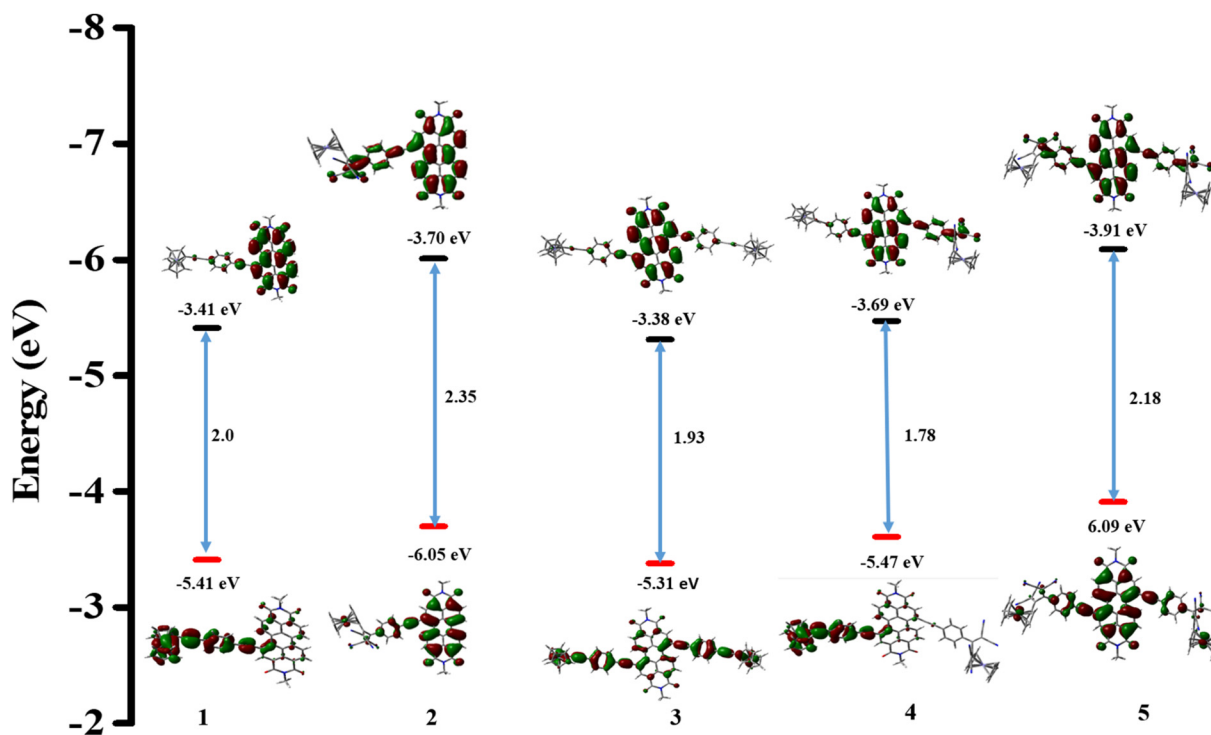 Energy (eV)
-8
-7
-6
-5
-4
-3
-2
-3.41 eV
2.0
-5.41 eV
1
-3.70 eV
2.35
-6.05 eV
2
-3.38 eV
1.93
-5.31 eV
3
-3.69 eV
1.78
-5.47 eV
4
-3.91 eV
2.18
6.09 eV
5